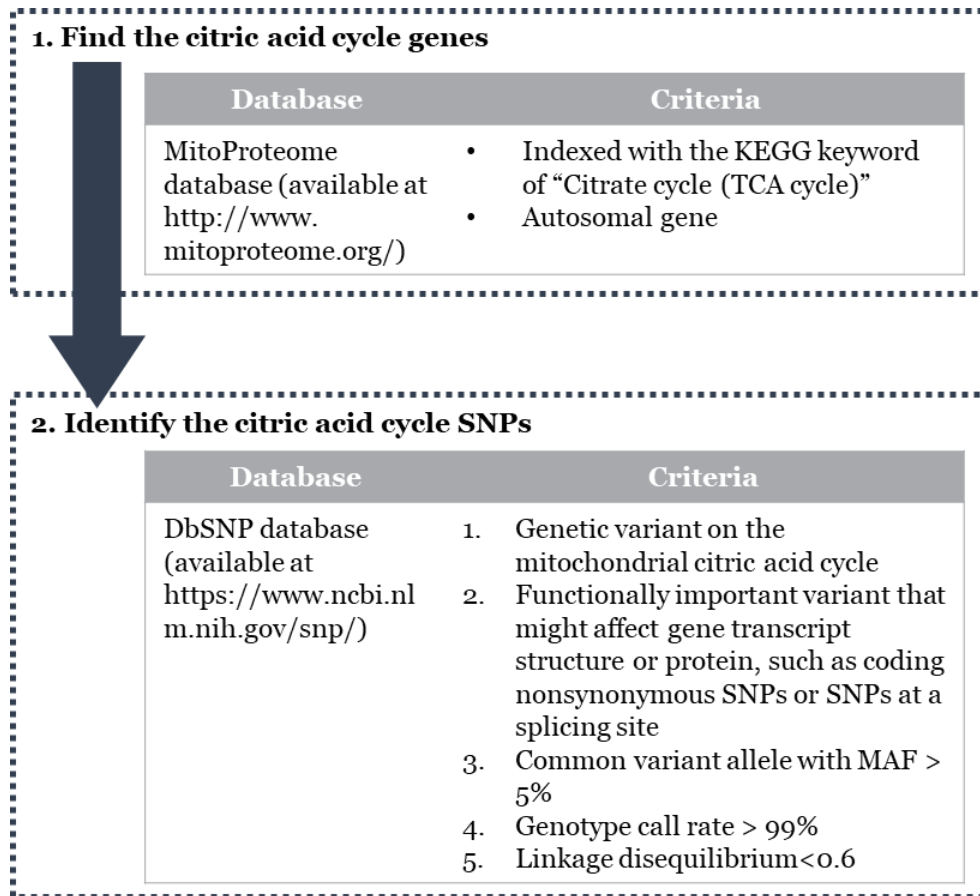 1. Find the citric acid cycle genes
Database
Criteria
MitoProteome
database (available at
http://www.
mitoproteome.org/)
• Indexed with the KEGG keyword
of “Citrate cycle (TCA cycle)”
• Autosomal gene
2. Identify the citric acid cycle SNPs
Database
Criteria
DbSNP database
(available at
https://www.ncbi.nl
m.nih.gov/snp/)
1. Genetic variant on the
mitochondrial citric acid cycle
2. Functionally important variant that
might affect gene transcript
structure or protein, such as coding
nonsynonymous SNPs or SNPs at a
splicing site
3. Common variant allele with MAF >
5%
4. Genotype call rate > 99%
5. Linkage disequilibrium<0.6